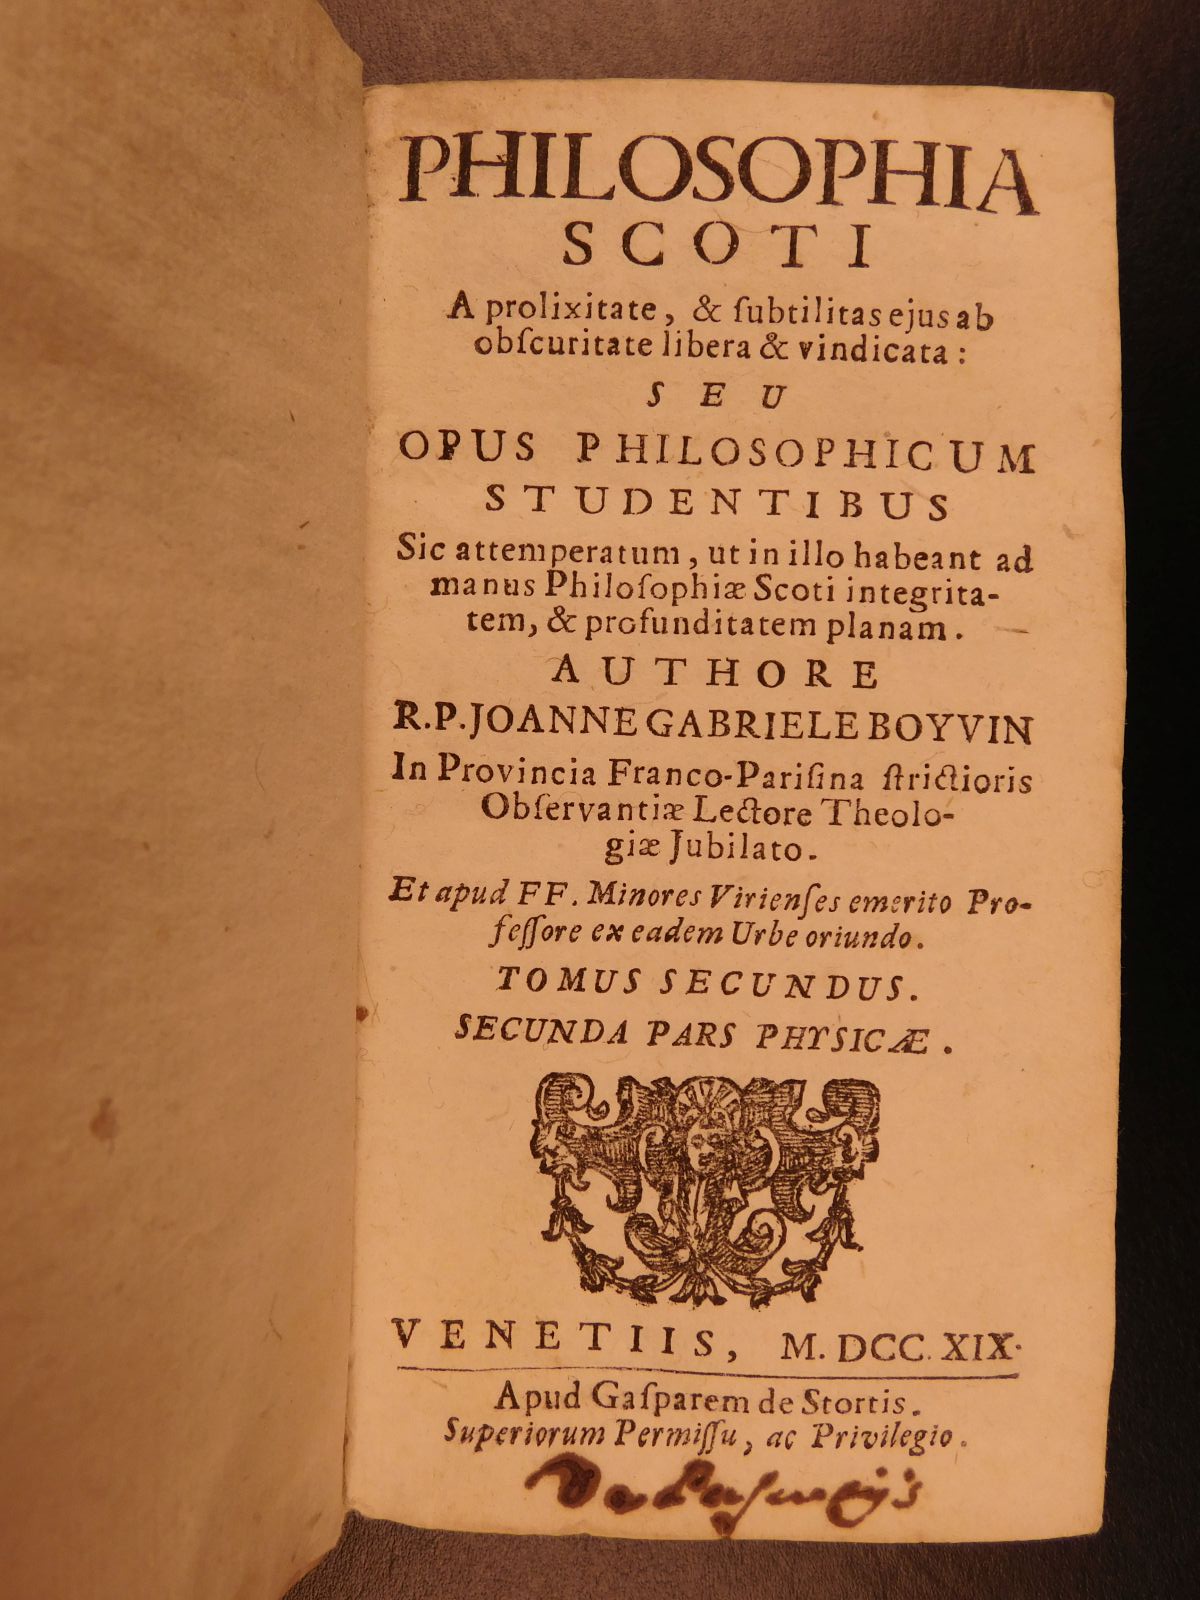 PHILOSOPHIA
SCOTI
A prolixitate, & ſubtilitas ejus ab
obſcuritate libera & vindicata:
SEU
OPUS PHILOSOPHICUM
STUDENTIBUS
Sic attemperatum, ut in illo habeant ad
manus Philoſophiæ Scoti integrita-
tem, & profunditatem planam.
AUTHORE
R.P. JOANNE GABRIELE BOYVIN
In Provincia Franco-Pariſina ſtrictioris
Obſervantiæ Lectore Theolo-
giæ Jubilato.
Et apud FF. Minores Virienſes emerito Pro-
feſſore ex eadem Urbe oriundo.
TOMUS SECUNDUS.
SECUNDA PARS PHYSICÆ.
VENETIIS, M. DCC. XIX.
Apud Gaſparem de Stortis.
Superiorum Permiſſu, ac Privilegio.